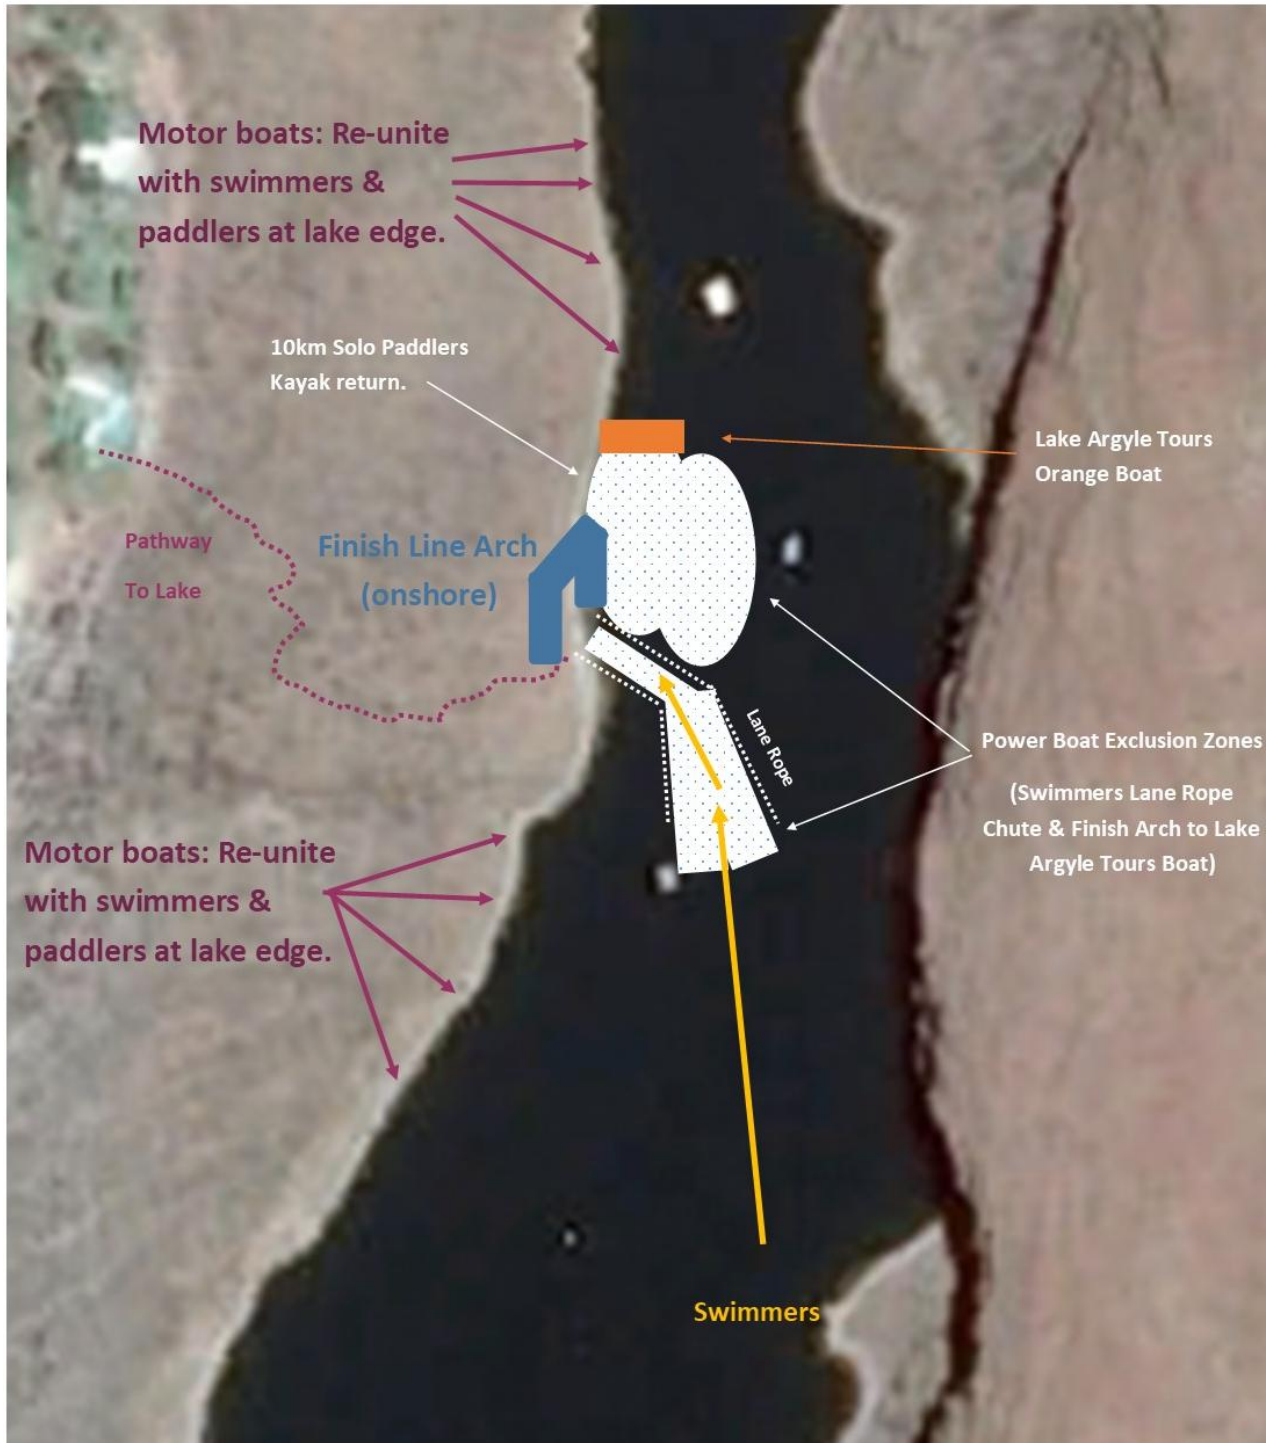 Motor boats: Re-unite
with swimmers &
paddlers at lake edge.
10km Solo Paddlers
Kayak return.
Lake Argyle Tours
Orange Boat
Pathway
To Lake
Finish Line Arch
(onshore)
Lane Rope
Power Boat Exclusion Zones
(Swimmers Lane Rope
Chute & Finish Arch to Lake
Argyle Tours Boat)
Motor boats: Re-unite
with swimmers &
paddlers at lake edge.
Swimmers